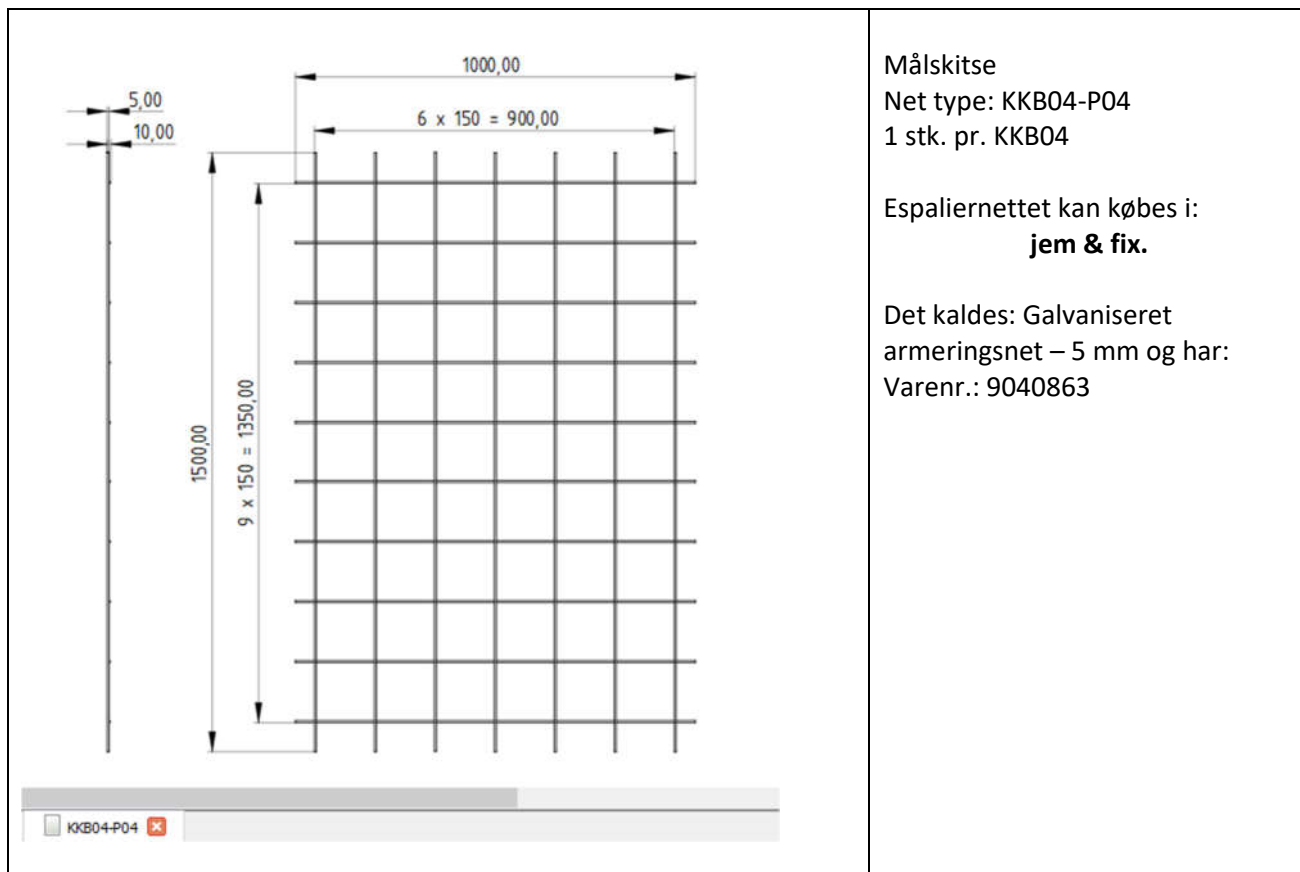 1000,00
5,00
6 x 150 = 900,00
10,00
1500,00
9 x 150 = 1350,00
KKB04-P04
Målskitse
Net type: KKB04-P04
1 stk. pr. KKB04
Espaliernettet kan købes i:
jem & fix.
Det kaldes: Galvaniseret
armeringsnet – 5 mm og har:
Varenr.: 9040863